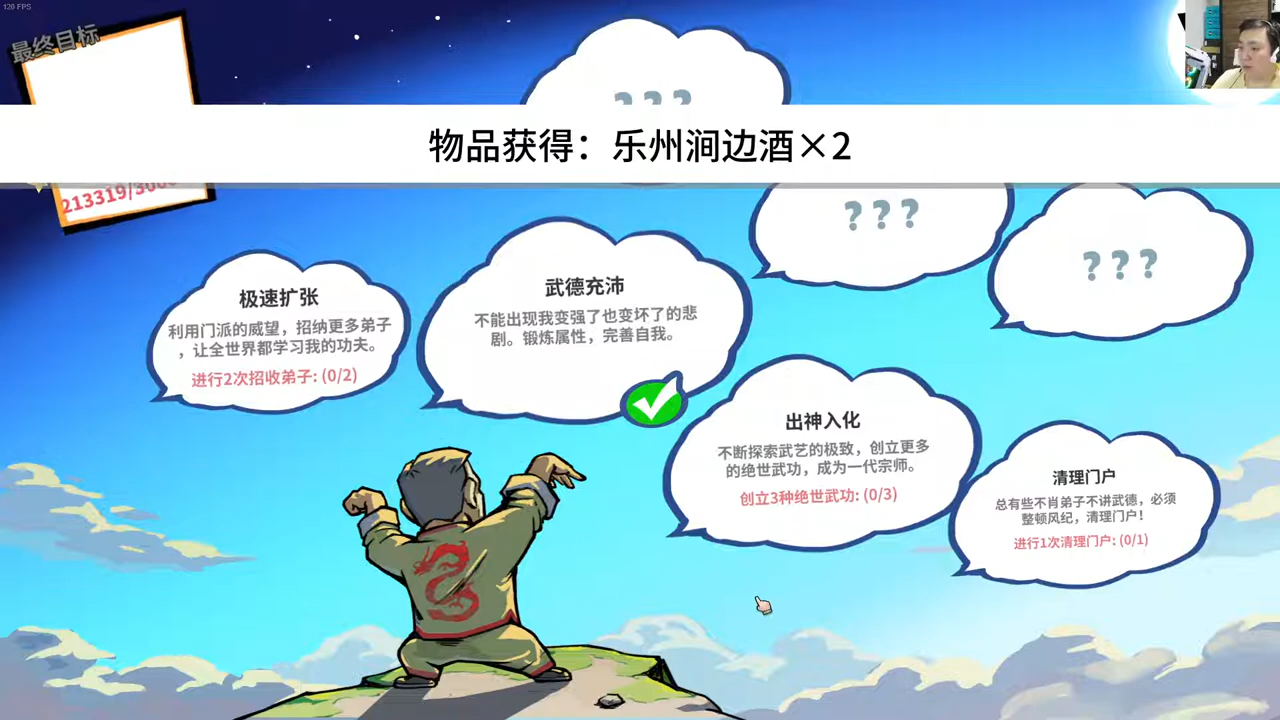 120 FPS
最终目标
? ? ?
物品获得：乐州涧边酒×2
213319/3000
? ? ?
? ? ?
极速扩张
利用门派的威望，招纳更多弟子
，让全世界都学习我的功夫。
进行2次招收弟子: (0/2)
武德充沛
不能出现我变强了也变坏了的悲
剧。锻炼属性，完善自我。
出神入化
不断探索武艺的极致，创立更多
的绝世武功，成为一代宗师。
创立3种绝世武功: (0/3)
清理门户
总有些不肖弟子不讲武德，必须
整顿风纪，清理门户！
进行1次清理门户: (0/1)